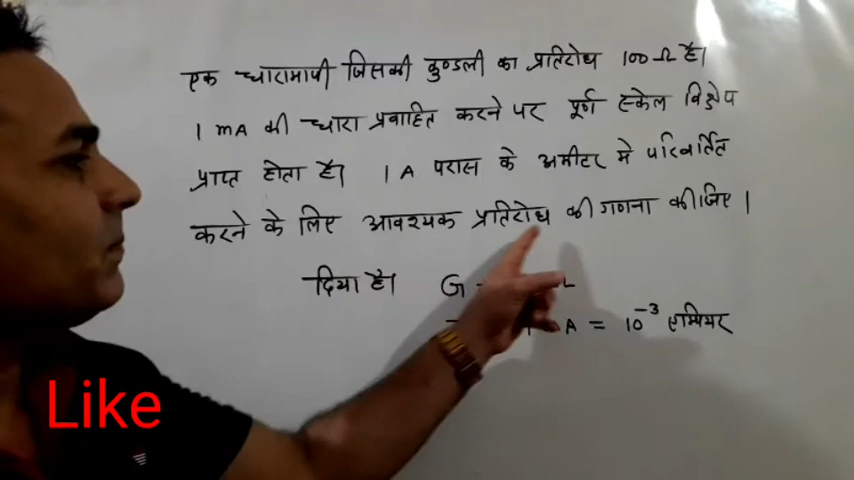 एक धारामापी जिसकी कुण्डली का प्रतिरोध 100 Ω है।
1 mA की धारा प्रवाहित करने पर पूर्ण स्केल विक्षेप
प्राप्त होता है। 1 A परास के अमीटर मे परिवर्तित
करने के लिए आवश्यक प्रतिरोध की गणना कीजिए।
दिया है। G
A = 10⁻³ एम्पियर
Like